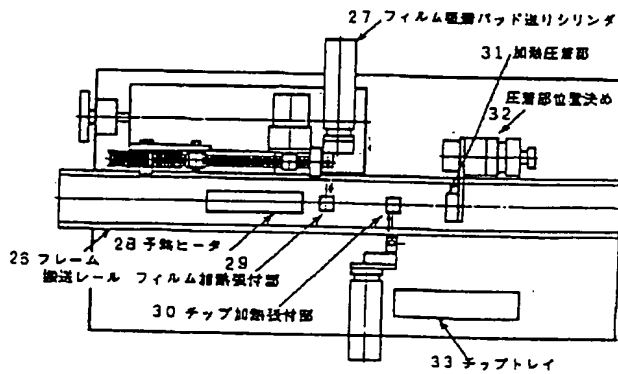 27 フィルム吸着パッド送りシリンダ
31 加熱圧着部
圧着部位置決め
32
28 予熱ヒータ
29
26 フレーム
搬送レール
フィルム加熱張付部
30 チップ加熱張付部
33 チップトレイ